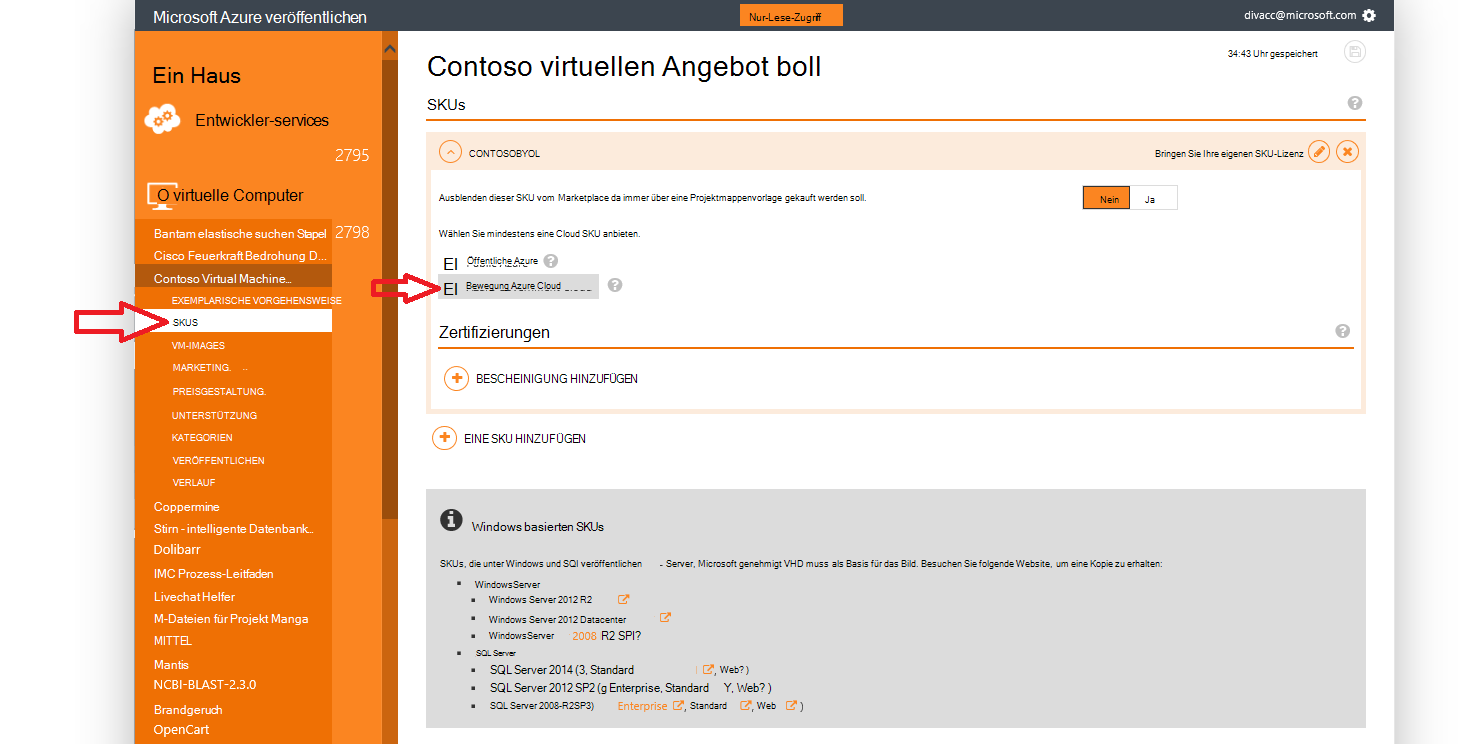 Microsoft Azure veröffentlichen
Nur-Lese-Zugriff
divacc@microsoft.com
Ein Haus
Entwickler-services
2795
O virtuelle Computer
Bantam elastische suchen Stapel
2798
Cisco Feuerkraft Bedrohung D...
Contoso Virtual Machine...
EXEMPLARISCHE VORGEHENSWEISE
SKUS
VM-IMAGES
MARKETING.
PREISGESTALTUNG.
UNTERSTÜTZUNG
KATEGORIEN
VERÖFFENTLICHEN
VERLAUF
Coppermine
Stirn - intelligente Datenbank...
Dolibarr
IMC Prozess-Leitfaden
Livechat Helfer
M-Dateien für Projekt Manga
MITTEL
Mantis
NCBI-BLAST-2.3.0
Brandgeruch
OpenCart
34:43 Uhr gespeichert
Contoso virtuellen Angebot boll
SKUs
CONTOSOBYOL
Bringen Sie Ihre eigenen SKU-Lizenz
Ausblenden dieser SKU vom Marketplace da immer über eine Projektmappenvorlage gekauft werden soll.
Nein Ja
Wählen Sie mindestens eine Cloud SKU anbieten.
EI Öffentliche Azure
EI Bewegung Azure Cloud
Zertifizierungen
BESCHEINIGUNG HINZUFÜGEN
EINE SKU HINZUFÜGEN
Windows basierten SKUs
SKUs, die unter Windows und SQl veröffentlichen - Server, Microsoft genehmigt VHD muss als Basis für das Bild. Besuchen Sie folgende Website, um eine Kopie zu erhalten:
WindowsServer
Windows Server 2012 R2
Windows Server 2012 Datacenter
WindowsServer 2008 R2 SPI?
SQL Server
SQL Server 2014 (3, Standard , Web? )
SQL Server 2012 SP2 (g Enterprise, Standard Y, Web? )
SQL Server 2008-R2SP3) Enterprise , Standard , Web )